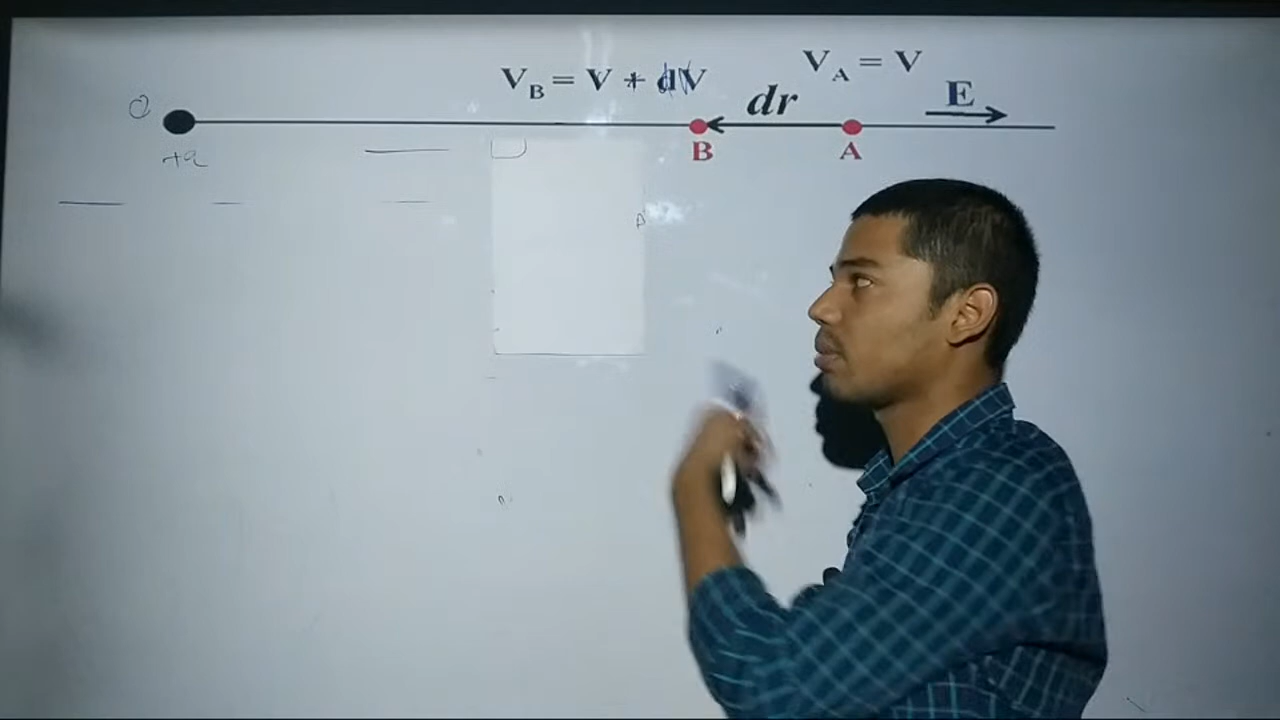 V_A = V
V_B = V + dV
dr
E
O
+q
B
A